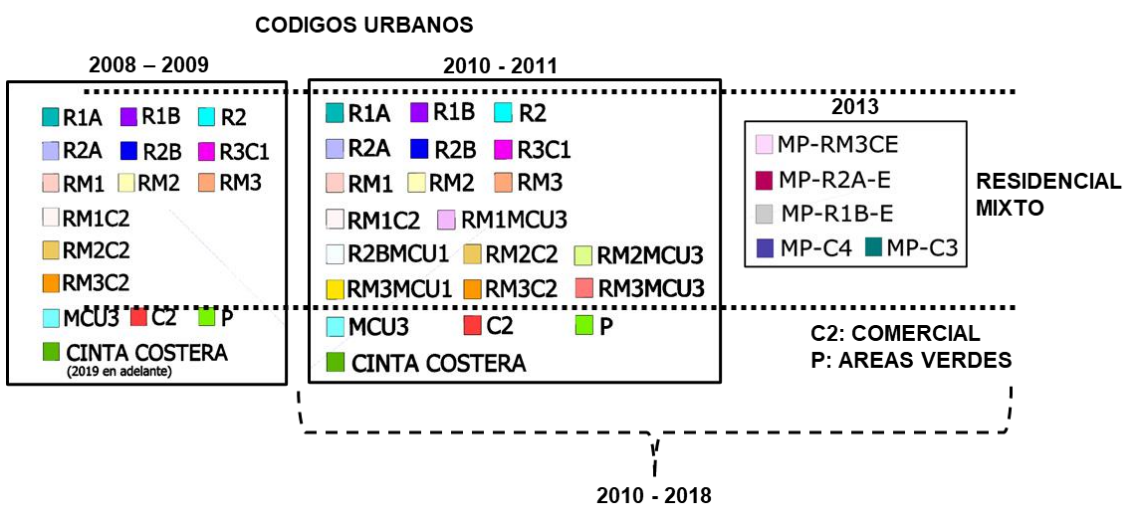 CODIGOS URBANOS
2008 – 2009
R1A R1B R2
R2A R2B R3C1
RM1 RM2 RM3
RM1C2
RM2C2
RM3C2
MCU3 C2 P
CINTA COSTERA
(2019 en adelante)
2010 - 2011
R1A R1B R2
R2A R2B R3C1
RM1 RM2 RM3
RM1C2 RM1MCU3
R2BMCU1 RM2C2 RM2MCU3
RM3MCU1 RM3C2 RM3MCU3
MCU3 C2 P
CINTA COSTERA
2013
MP-RM3CE
MP-R2A-E
MP-R1B-E
MP-C4 MP-C3
RESIDENCIAL
MIXTO
C2: COMERCIAL
P: AREAS VERDES
2010 - 2018